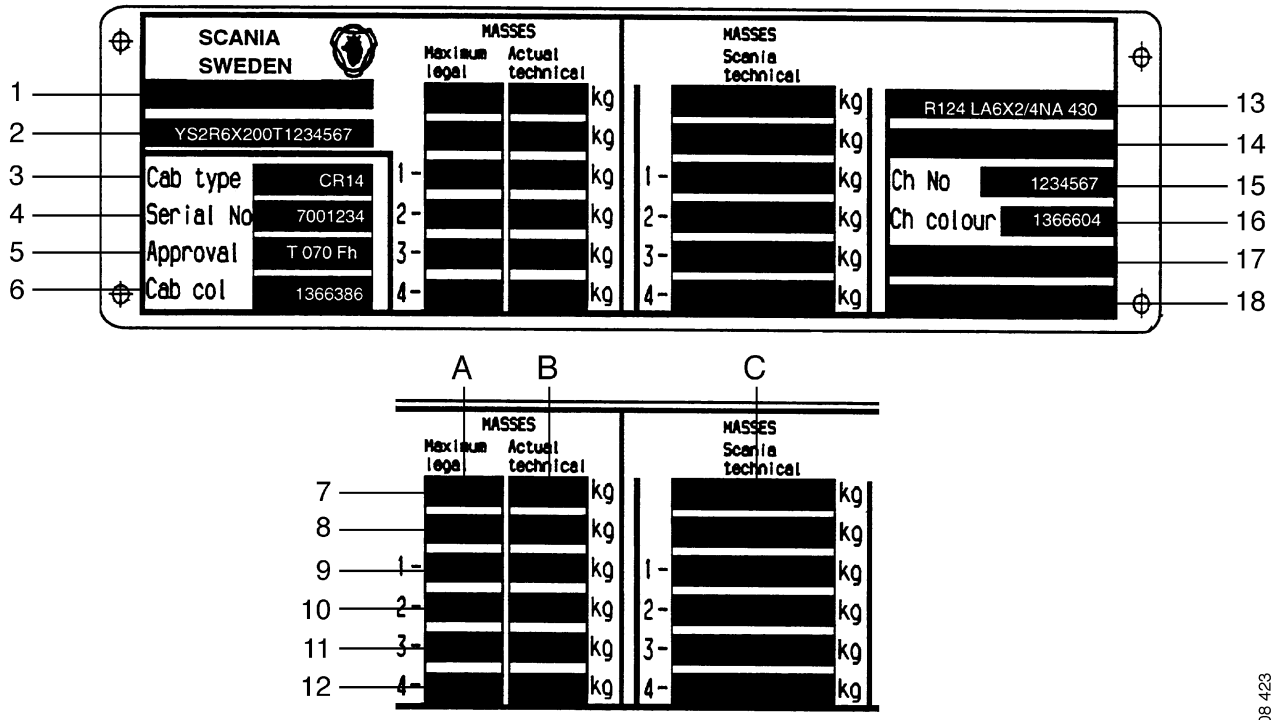 SCANIA
SWEDEN
MASSES
Maximum legal
Actual technical
MASSES
Scania technical
1
2
3
4
5
6
YS2R6X200T1234567
Cab type CR14
Serial No 7001234
Approval T 070 Fh
Cab col 1366386
kg
kg
1- kg
2- kg
3- kg
4- kg
kg
kg
1- kg
2- kg
3- kg
4- kg
R124 LA6X2/4NA 430
Ch No 1234567
Ch colour 1366604
13
14
15
16
17
18
A B C
MASSES
Maximum legal
Actual technical
MASSES
Scania technical
7 kg kg
8 kg kg
9 1- kg 1- kg
10 2- kg 2- kg
11 3- kg 3- kg
12 4- kg 4- kg